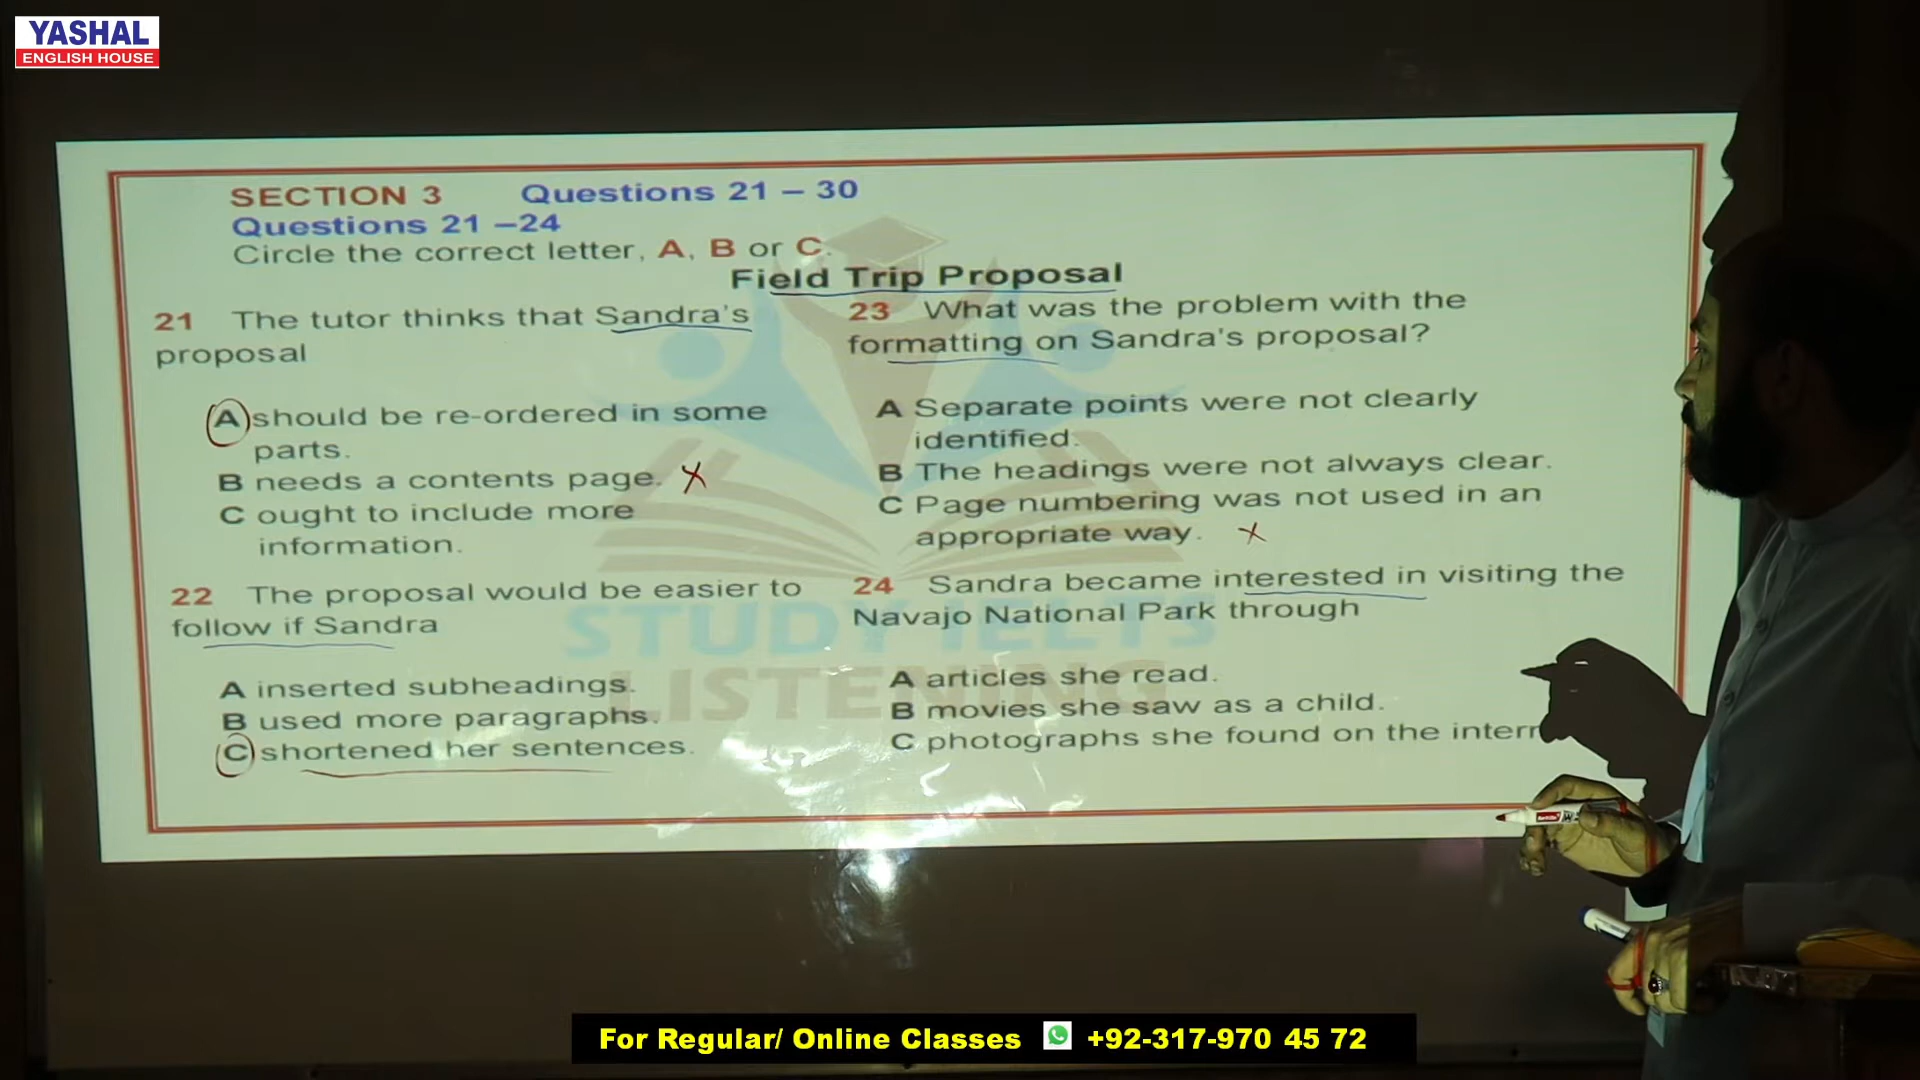 YASHAL
ENGLISH HOUSE
SECTION 3 Questions 21 – 30
Questions 21 –24
Circle the correct letter, A, B or C.
Field Trip Proposal
21 The tutor thinks that Sandra's
proposal
A should be re-ordered in some
parts.
B needs a contents page.
C ought to include more
information.
22 The proposal would be easier to
follow if Sandra
A inserted subheadings.
B used more paragraphs.
C shortened her sentences.
23 What was the problem with the
formatting on Sandra's proposal?
A Separate points were not clearly
identified.
B The headings were not always clear.
C Page numbering was not used in an
appropriate way.
24 Sandra became interested in visiting the
Navajo National Park through
A articles she read.
B movies she saw as a child.
C photographs she found on the
STUDY IELTS
LISTENING
For Regular/ Online Classes +92-317-970 45 72